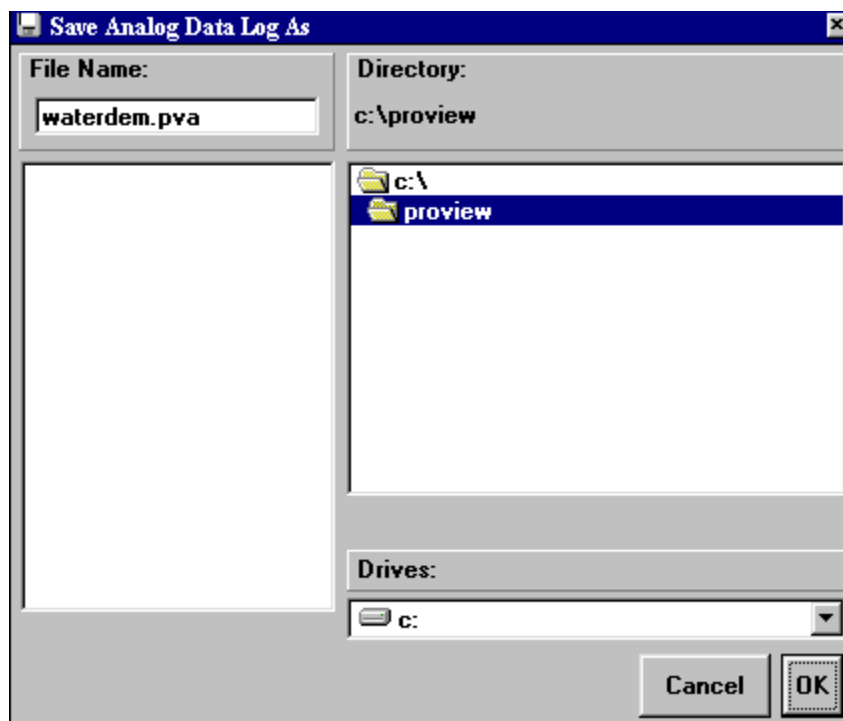 Save Analog Data Log As
File Name:
waterdem.pva
Directory:
c:\proview
c:\
proview
Drives:
c:
Cancel
OK